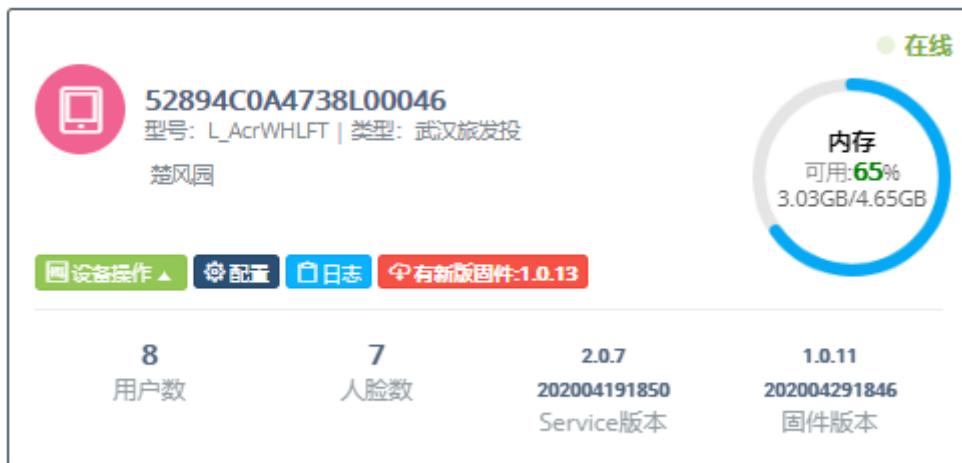 在线
52894C0A4738L00046
型号：L_AcrWHLFT | 类型：武汉旅发投
楚风园
内存
可用:65%
3.03GB/4.65GB
设备操作▲ 配置 日志 有新版固件:1.0.13
8 7 2.0.7 1.0.11
202004191850 202004291846
用户数 人脸数 Service版本 固件版本